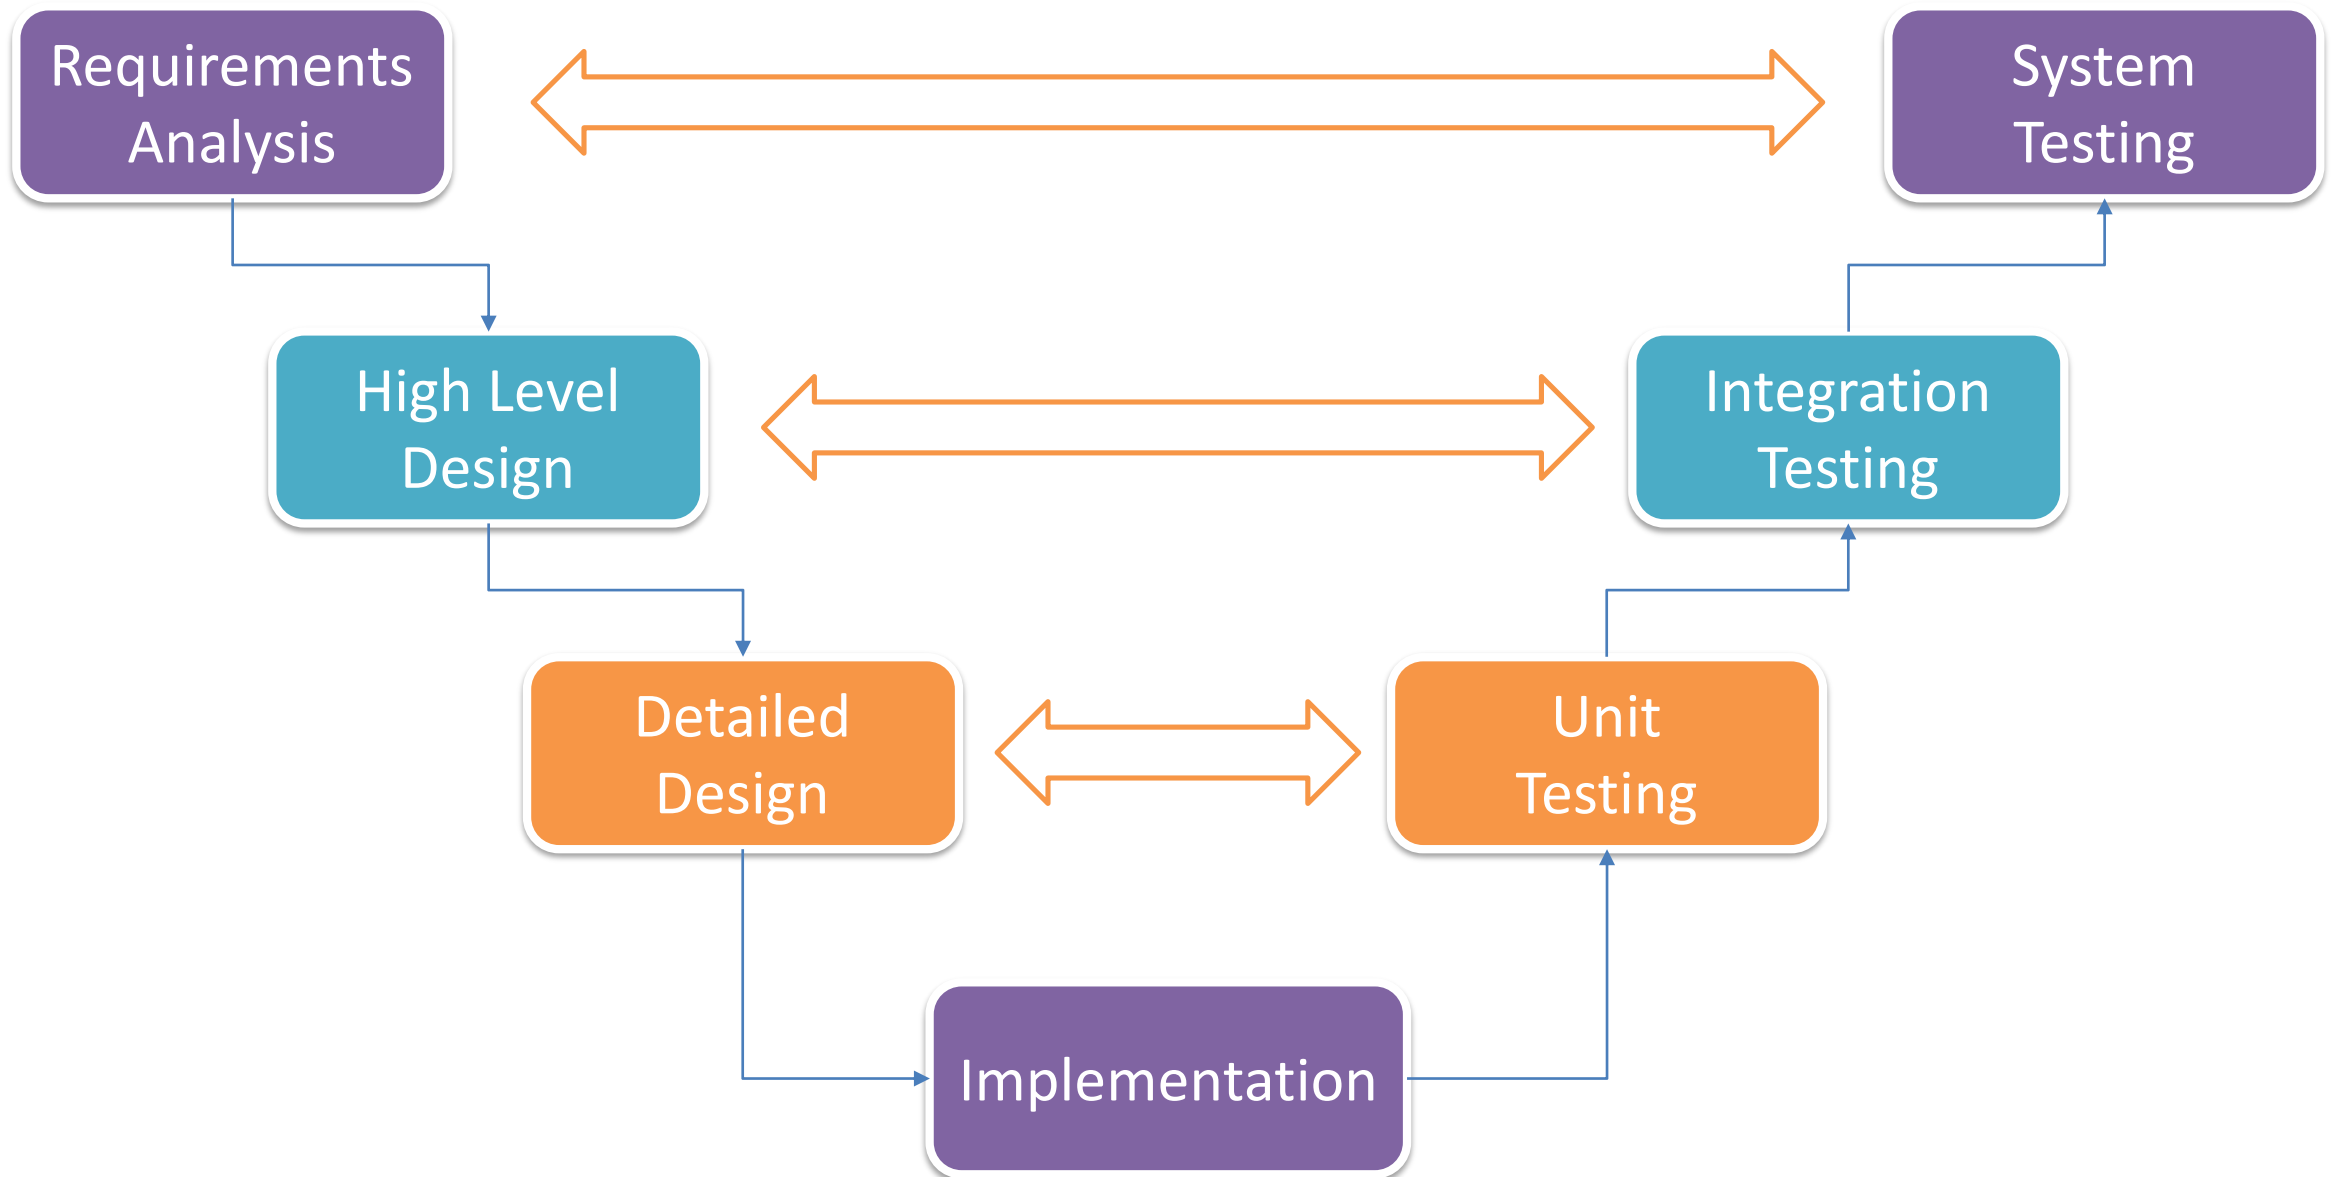 Requirements
Analysis
System
Testing
High Level
Design
Integration
Testing
Detailed
Design
Unit
Testing
Implementation